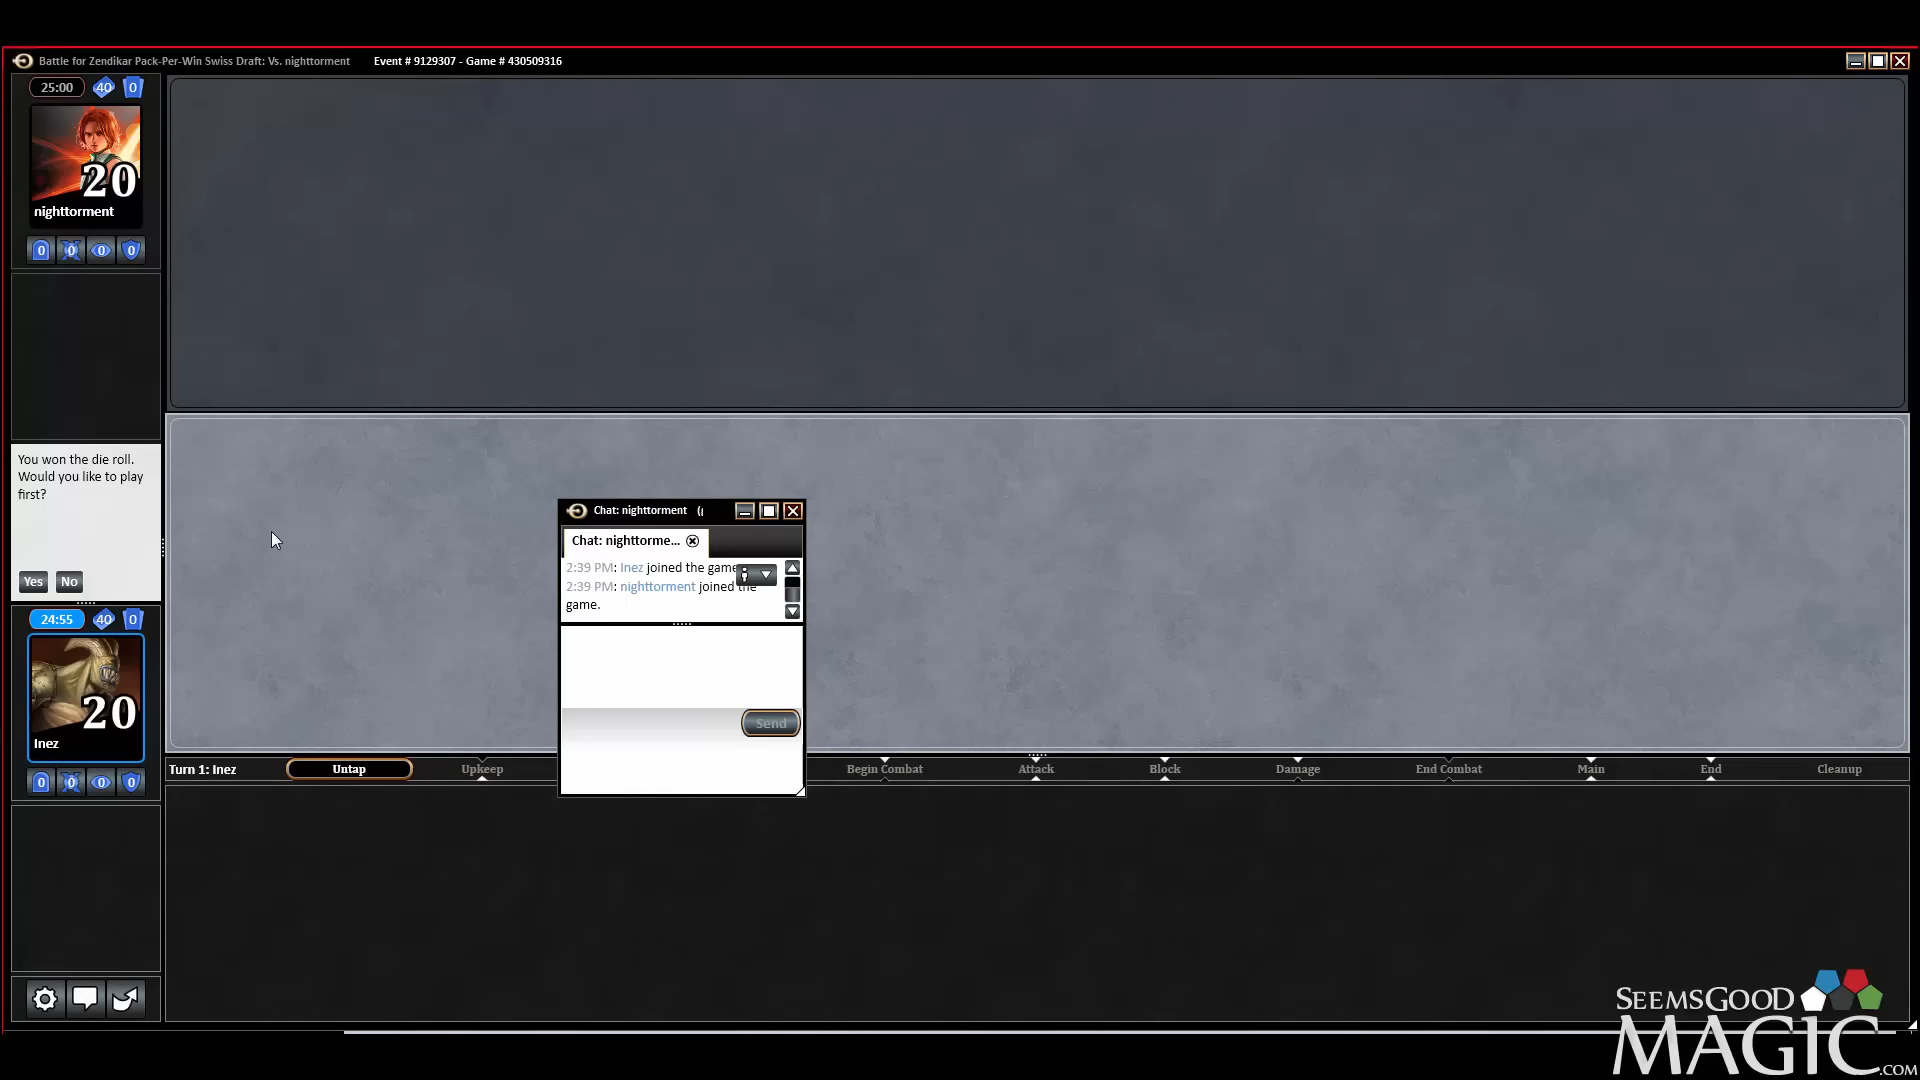 Battle for Zendikar Pack-Per-Win Swiss Draft: Vs. nighttorment Event # 9129307 - Game # 430509316
25:00 40 0
20
nighttorment
0 0 0 0
You won the die roll.
Would you like to play
first?
Yes No
Chat: nighttorment
Chat: nighttorme...
2:39 PM: Inez joined the game
2:39 PM: nighttorment joined the
game.
Send
24:55 40 0
20
Inez
0 0 0 0
Turn 1: Inez Untap Upkeep Begin Combat Attack Block Damage End Combat Main End Cleanup
SEEMSGOOD
MAGIC.COM